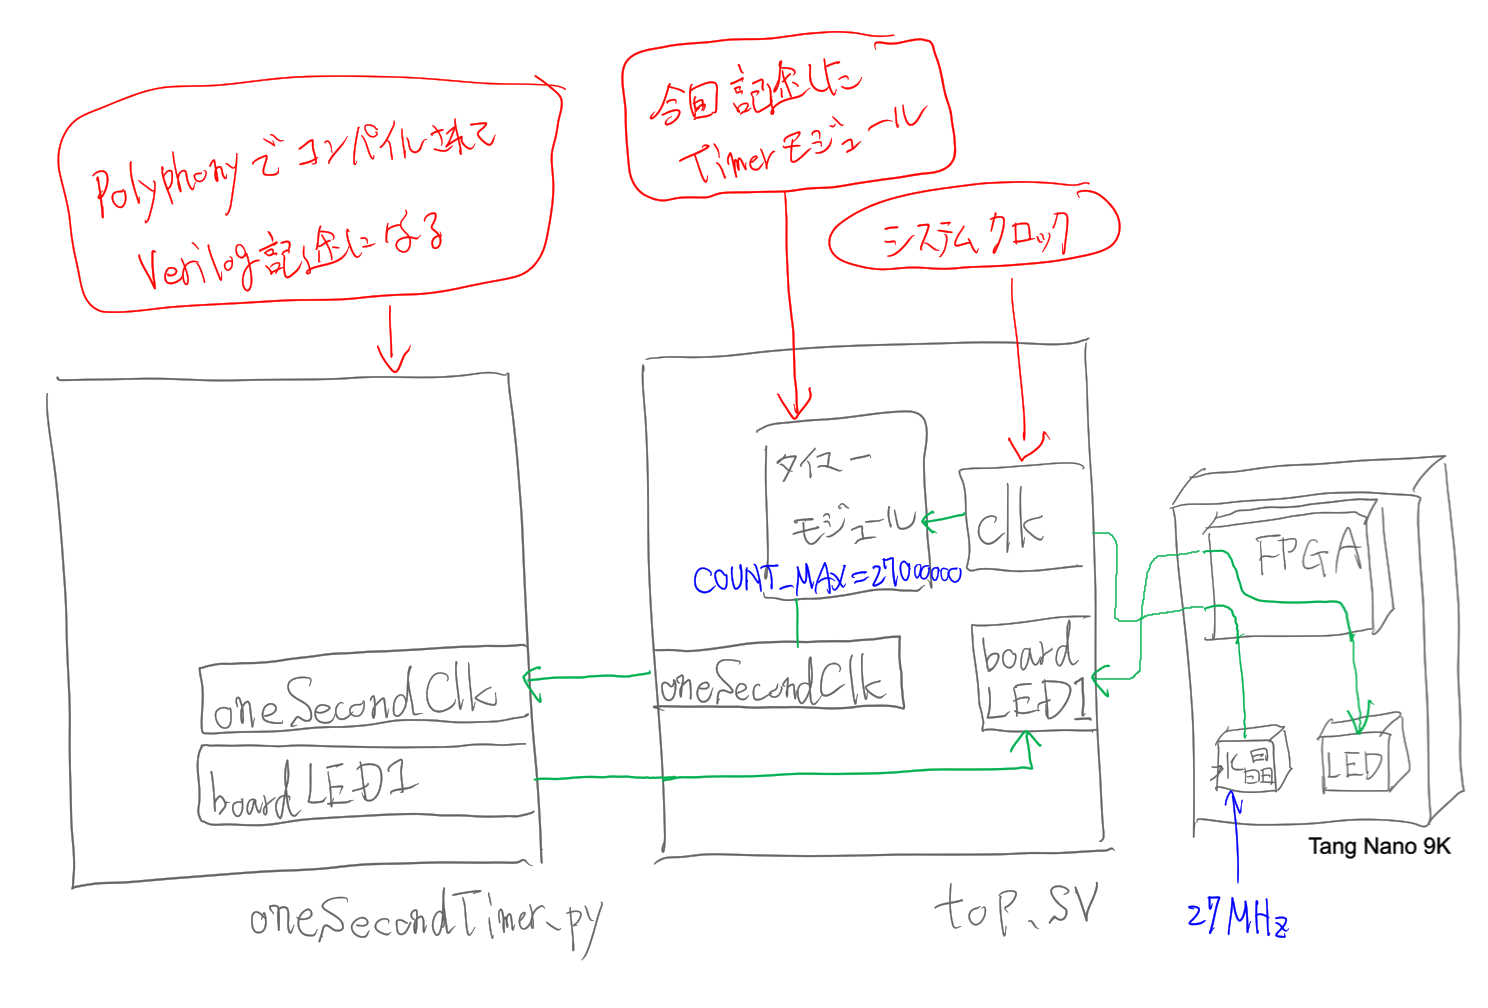 Polyphonyでコンパイルされて
Verilog記述になる
今回記述した
Timerモジュール
システムクロック
タイマー
モジュール
COUNT_MAX=27000000
clk
oneSecondClk
board
LED1
oneSecondClk
boardLED1
oneSecondTimer.py
top.sv
FPGA
水晶
LED
Tang Nano 9K
27MHz